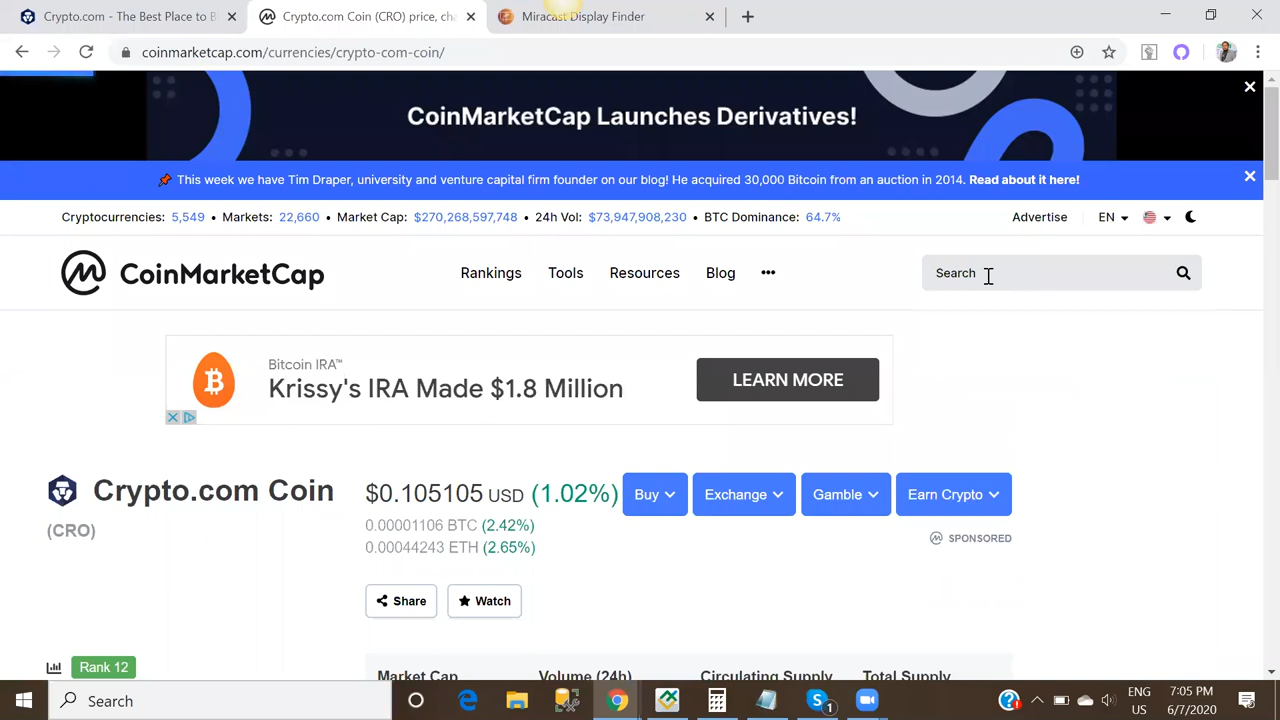 Crypto.com - The Best Place to B
Crypto.com Coin (CRO) price, cha
Miracast Display Finder
coinmarketcap.com/currencies/crypto-com-coin/
CoinMarketCap Launches Derivatives!
This week we have Tim Draper, university and venture capital firm founder on our blog! He acquired 30,000 Bitcoin from an auction in 2014. Read about it here!
Cryptocurrencies: 5,549 • Markets: 22,660 • Market Cap: $270,268,597,748 • 24h Vol: $73,947,908,230 • BTC Dominance: 64.7%
Advertise
EN
CoinMarketCap
Rankings
Tools
Resources
Blog
•••
Search
Bitcoin IRA™
Krissy's IRA Made $1.8 Million
LEARN MORE
Crypto.com Coin
(CRO)
$0.105105 USD (1.02%)
0.00001106 BTC (2.42%)
0.00044243 ETH (2.65%)
Buy
Exchange
Gamble
Earn Crypto
SPONSORED
Share
Watch
Rank 12
Market Cap
Volume (24h)
Circulating Supply
Total Supply
Search
1
ENG
US
7:05 PM
6/7/2020